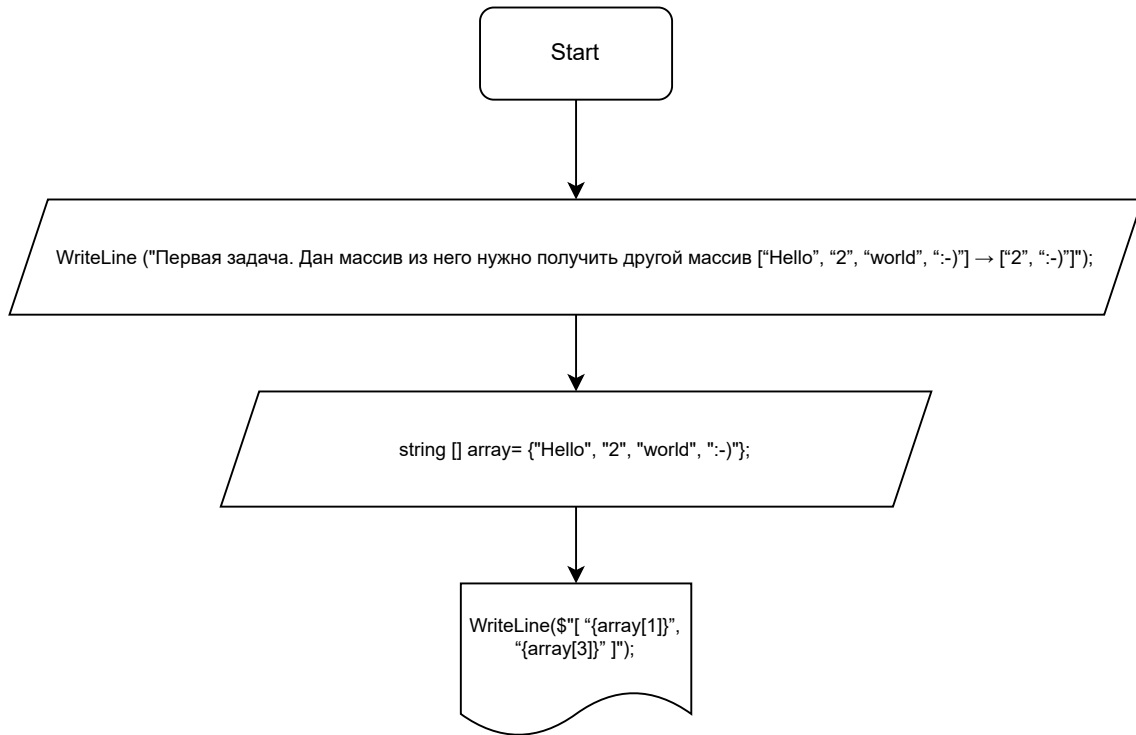 Start
WriteLine ("Первая задача. Дан массив из него нужно получить другой массив [“Hello”, “2”, “world”, “:-)”] → [“2”, “:-)”]");
string [] array= {"Hello", "2", "world", ":-)"};
WriteLine($"[ “{array[1]}”,
“{array[3]}” ]");